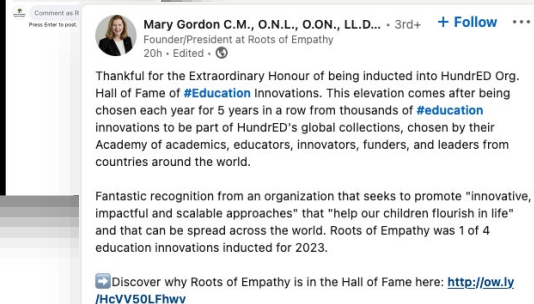 Comment as R
Press Enter to post.
Mary Gordon C.M., O.N.L., O.ON., LL.D... • 3rd+
+ Follow
Founder/President at Roots of Empathy
20h • Edited •
Thankful for the Extraordinary Honour of being inducted into HundrED Org.
Hall of Fame of #Education Innovations. This elevation comes after being
chosen each year for 5 years in a row from thousands of #education
innovations to be part of HundrED's global collections, chosen by their
Academy of academics, educators, innovators, funders, and leaders from
countries around the world.
Fantastic recognition from an organization that seeks to promote "innovative,
impactful and scalable approaches" that "help our children flourish in life"
and that can be spread across the world. Roots of Empathy was 1 of 4
education innovations inducted for 2023.
Discover why Roots of Empathy is in the Hall of Fame here: http://ow.ly
/HcVV50LFhwv